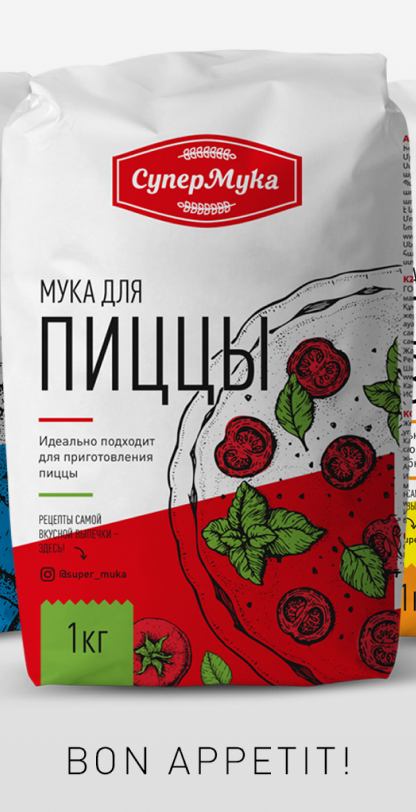 СуперМука
МУКА ДЛЯ
ПИЦЦЫ
Идеально подходит
для приготовления
пиццы
РЕЦЕПТЫ САМОЙ
ВКУСНОЙ ВЫПЕЧКИ –
ЗДЕСЬ!
@super_muka
1кг
BON APPETIT!